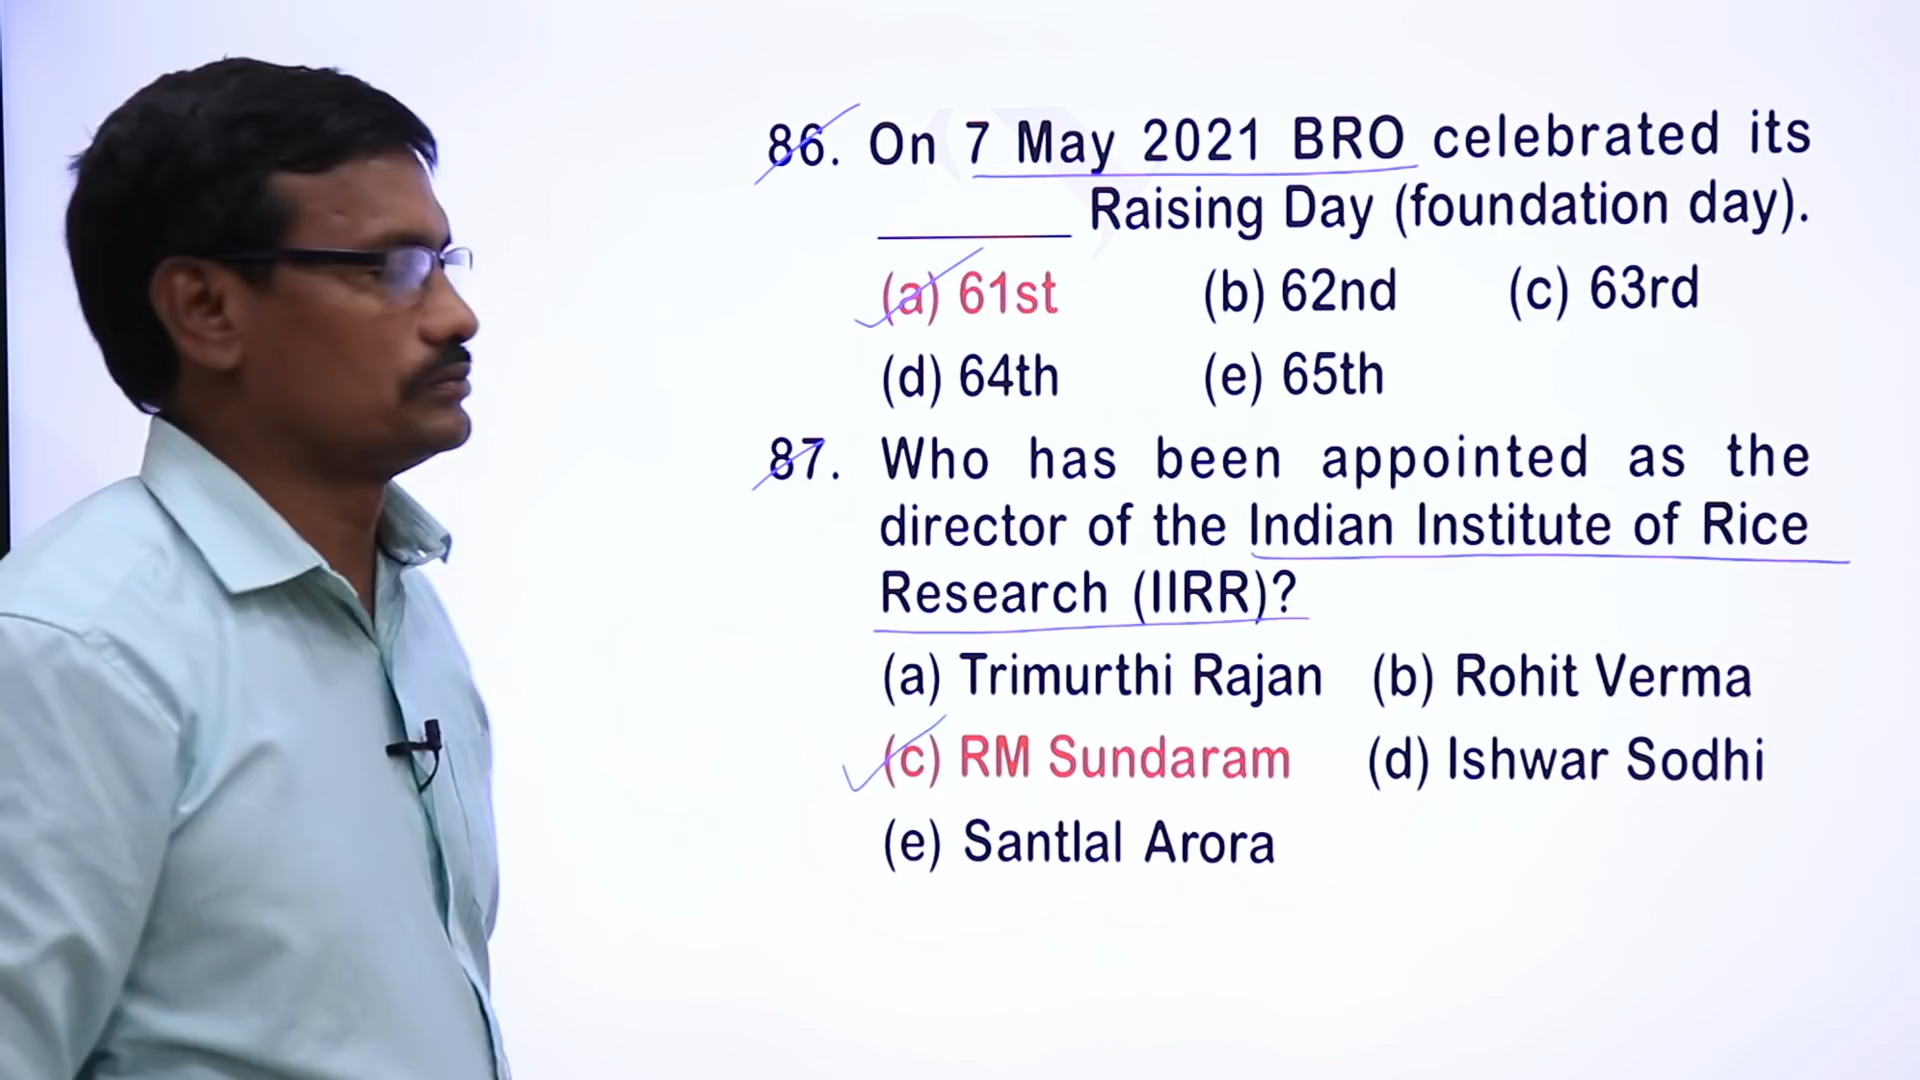 86. On 7 May 2021 BRO celebrated its
_______ Raising Day (foundation day).
(a) 61st (b) 62nd (c) 63rd
(d) 64th (e) 65th
87. Who has been appointed as the
director of the Indian Institute of Rice
Research (IIRR)?
(a) Trimurthi Rajan (b) Rohit Verma
(c) RM Sundaram (d) Ishwar Sodhi
(e) Santlal Arora